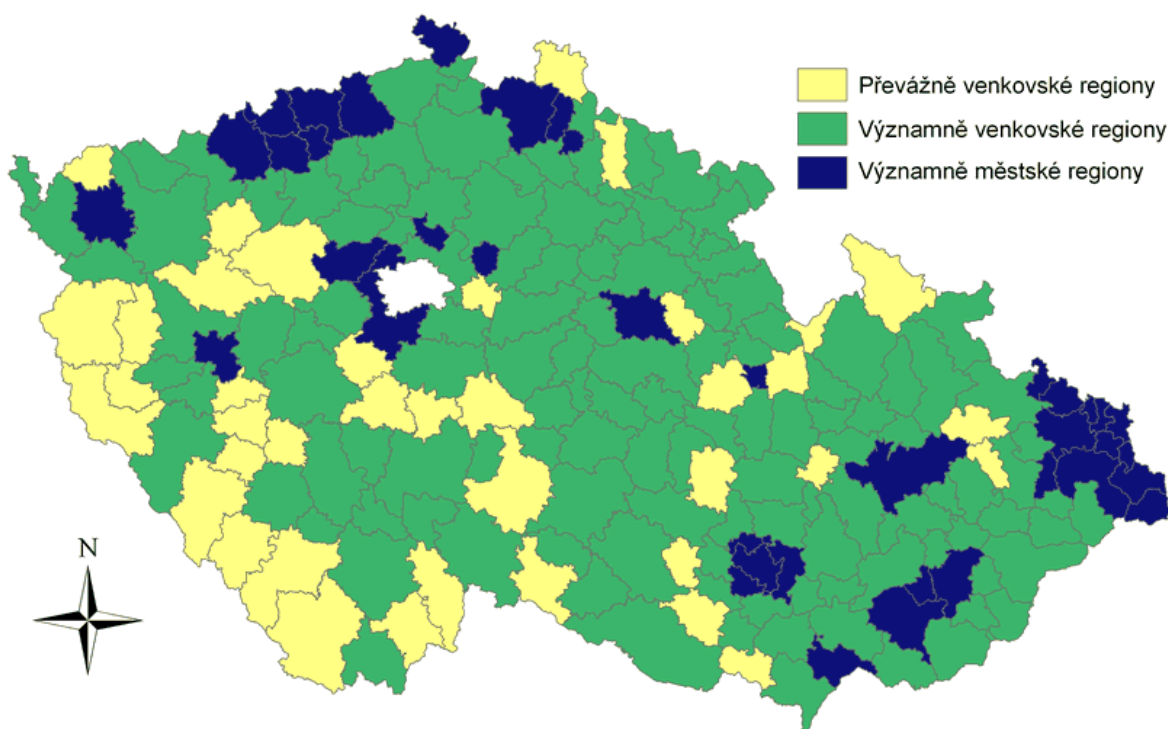 Převážně venkovské regiony
Významně venkovské regiony
Významně městské regiony
N